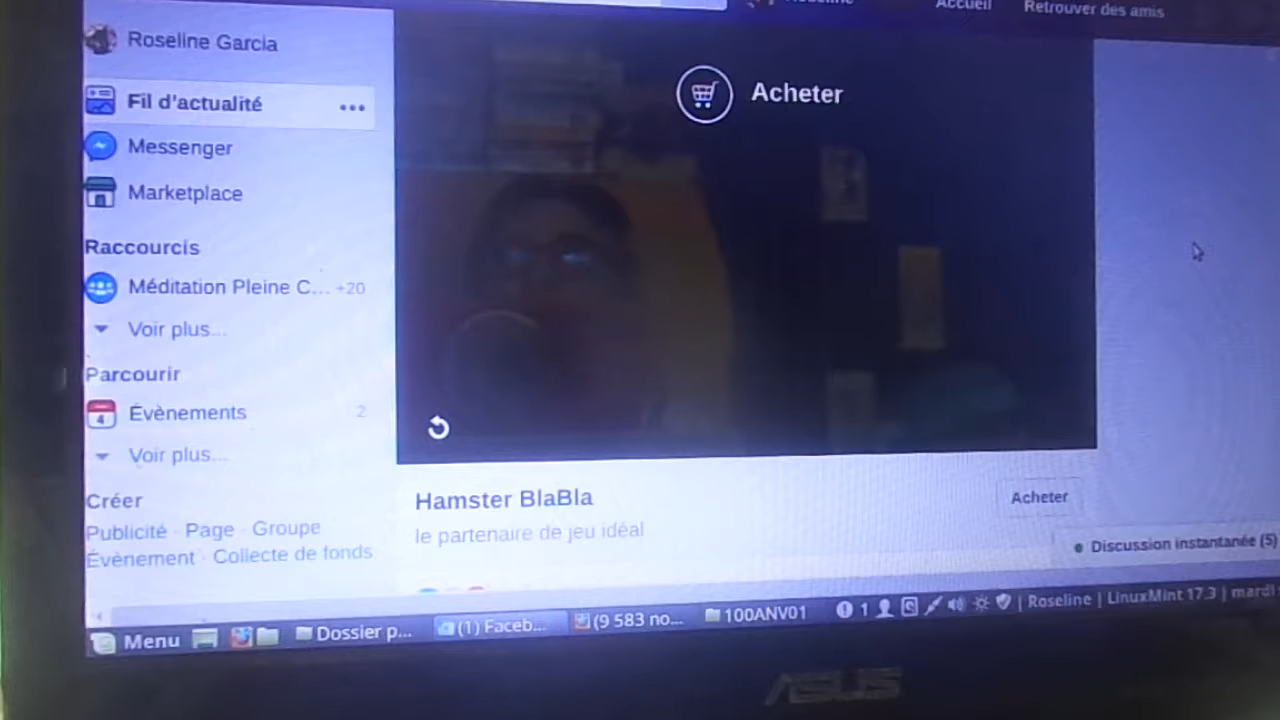 Accueil
Retrouver des amis
Roseline Garcia
Fil d'actualité
Messenger
Marketplace
Raccourcis
Méditation Pleine C... +20
Voir plus...
Parcourir
4
Évènements 2
Voir plus...
Créer
Publicité · Page · Groupe
Évènement · Collecte de fonds
Acheter
Hamster BlaBla
le partenaire de jeu idéal
Acheter
Discussion instantanée (5)
Menu
Dossier p...
(1) Faceb...
(9 583 no...
100ANV01
1
| Roseline | LinuxMint 17.3 | mardi
ASUS